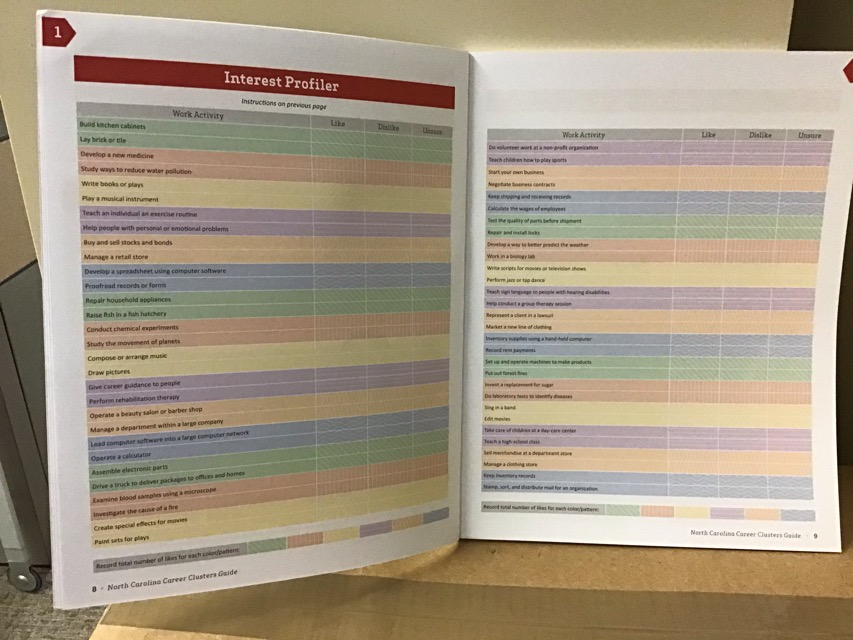 1
Interest Profiler
Instructions on previous page
Work Activity Like Dislike Unsure
Build kitchen cabinets
Lay brick or tile
Develop a new medicine
Study ways to reduce water pollution
Write books or plays
Play a musical instrument
Teach an individual an exercise routine
Help people with personal or emotional problems
Buy and sell stocks and bonds
Manage a retail store
Develop a spreadsheet using computer software
Proofread records or forms
Repair household appliances
Raise fish in a fish hatchery
Conduct chemical experiments
Study the movement of planets
Compose or arrange music
Draw pictures
Give career guidance to people
Perform rehabilitation therapy
Operate a beauty salon or barber shop
Manage a department within a large company
Load computer software into a large computer network
Operate a calculator
Assemble electronic parts
Drive a truck to deliver packages to offices and homes
Examine blood samples using a microscope
Investigate the cause of a fire
Create special effects for movies
Paint sets for plays
Record total number of likes for each color/pattern:
8 · North Carolina Career Clusters Guide
Work Activity Like Dislike Unsure
Do volunteer work at a non-profit organization
Teach children how to play sports
Start your own business
Negotiate business contracts
Keep shipping and receiving records
Calculate the wages of employees
Test the quality of parts before shipment
Repair and install locks
Develop a way to better predict the weather
Work in a biology lab
Write scripts for movies or television shows
Perform jazz or tap dance
Teach sign language to people with hearing disabilities
Help conduct a group therapy session
Represent a client in a lawsuit
Market a new line of clothing
Inventory supplies using a hand-held computer
Record rent payments
Set up and operate machines to make products
Put out forest fires
Invent a replacement for sugar
Do laboratory tests to identify diseases
Sing in a band
Edit movies
Take care of children at a day-care center
Teach a high-school class
Sell merchandise at a department store
Manage a clothing store
Keep inventory records
Stamp, sort, and distribute mail for an organization
Record total number of likes for each color/pattern:
North Carolina Career Clusters Guide · 9